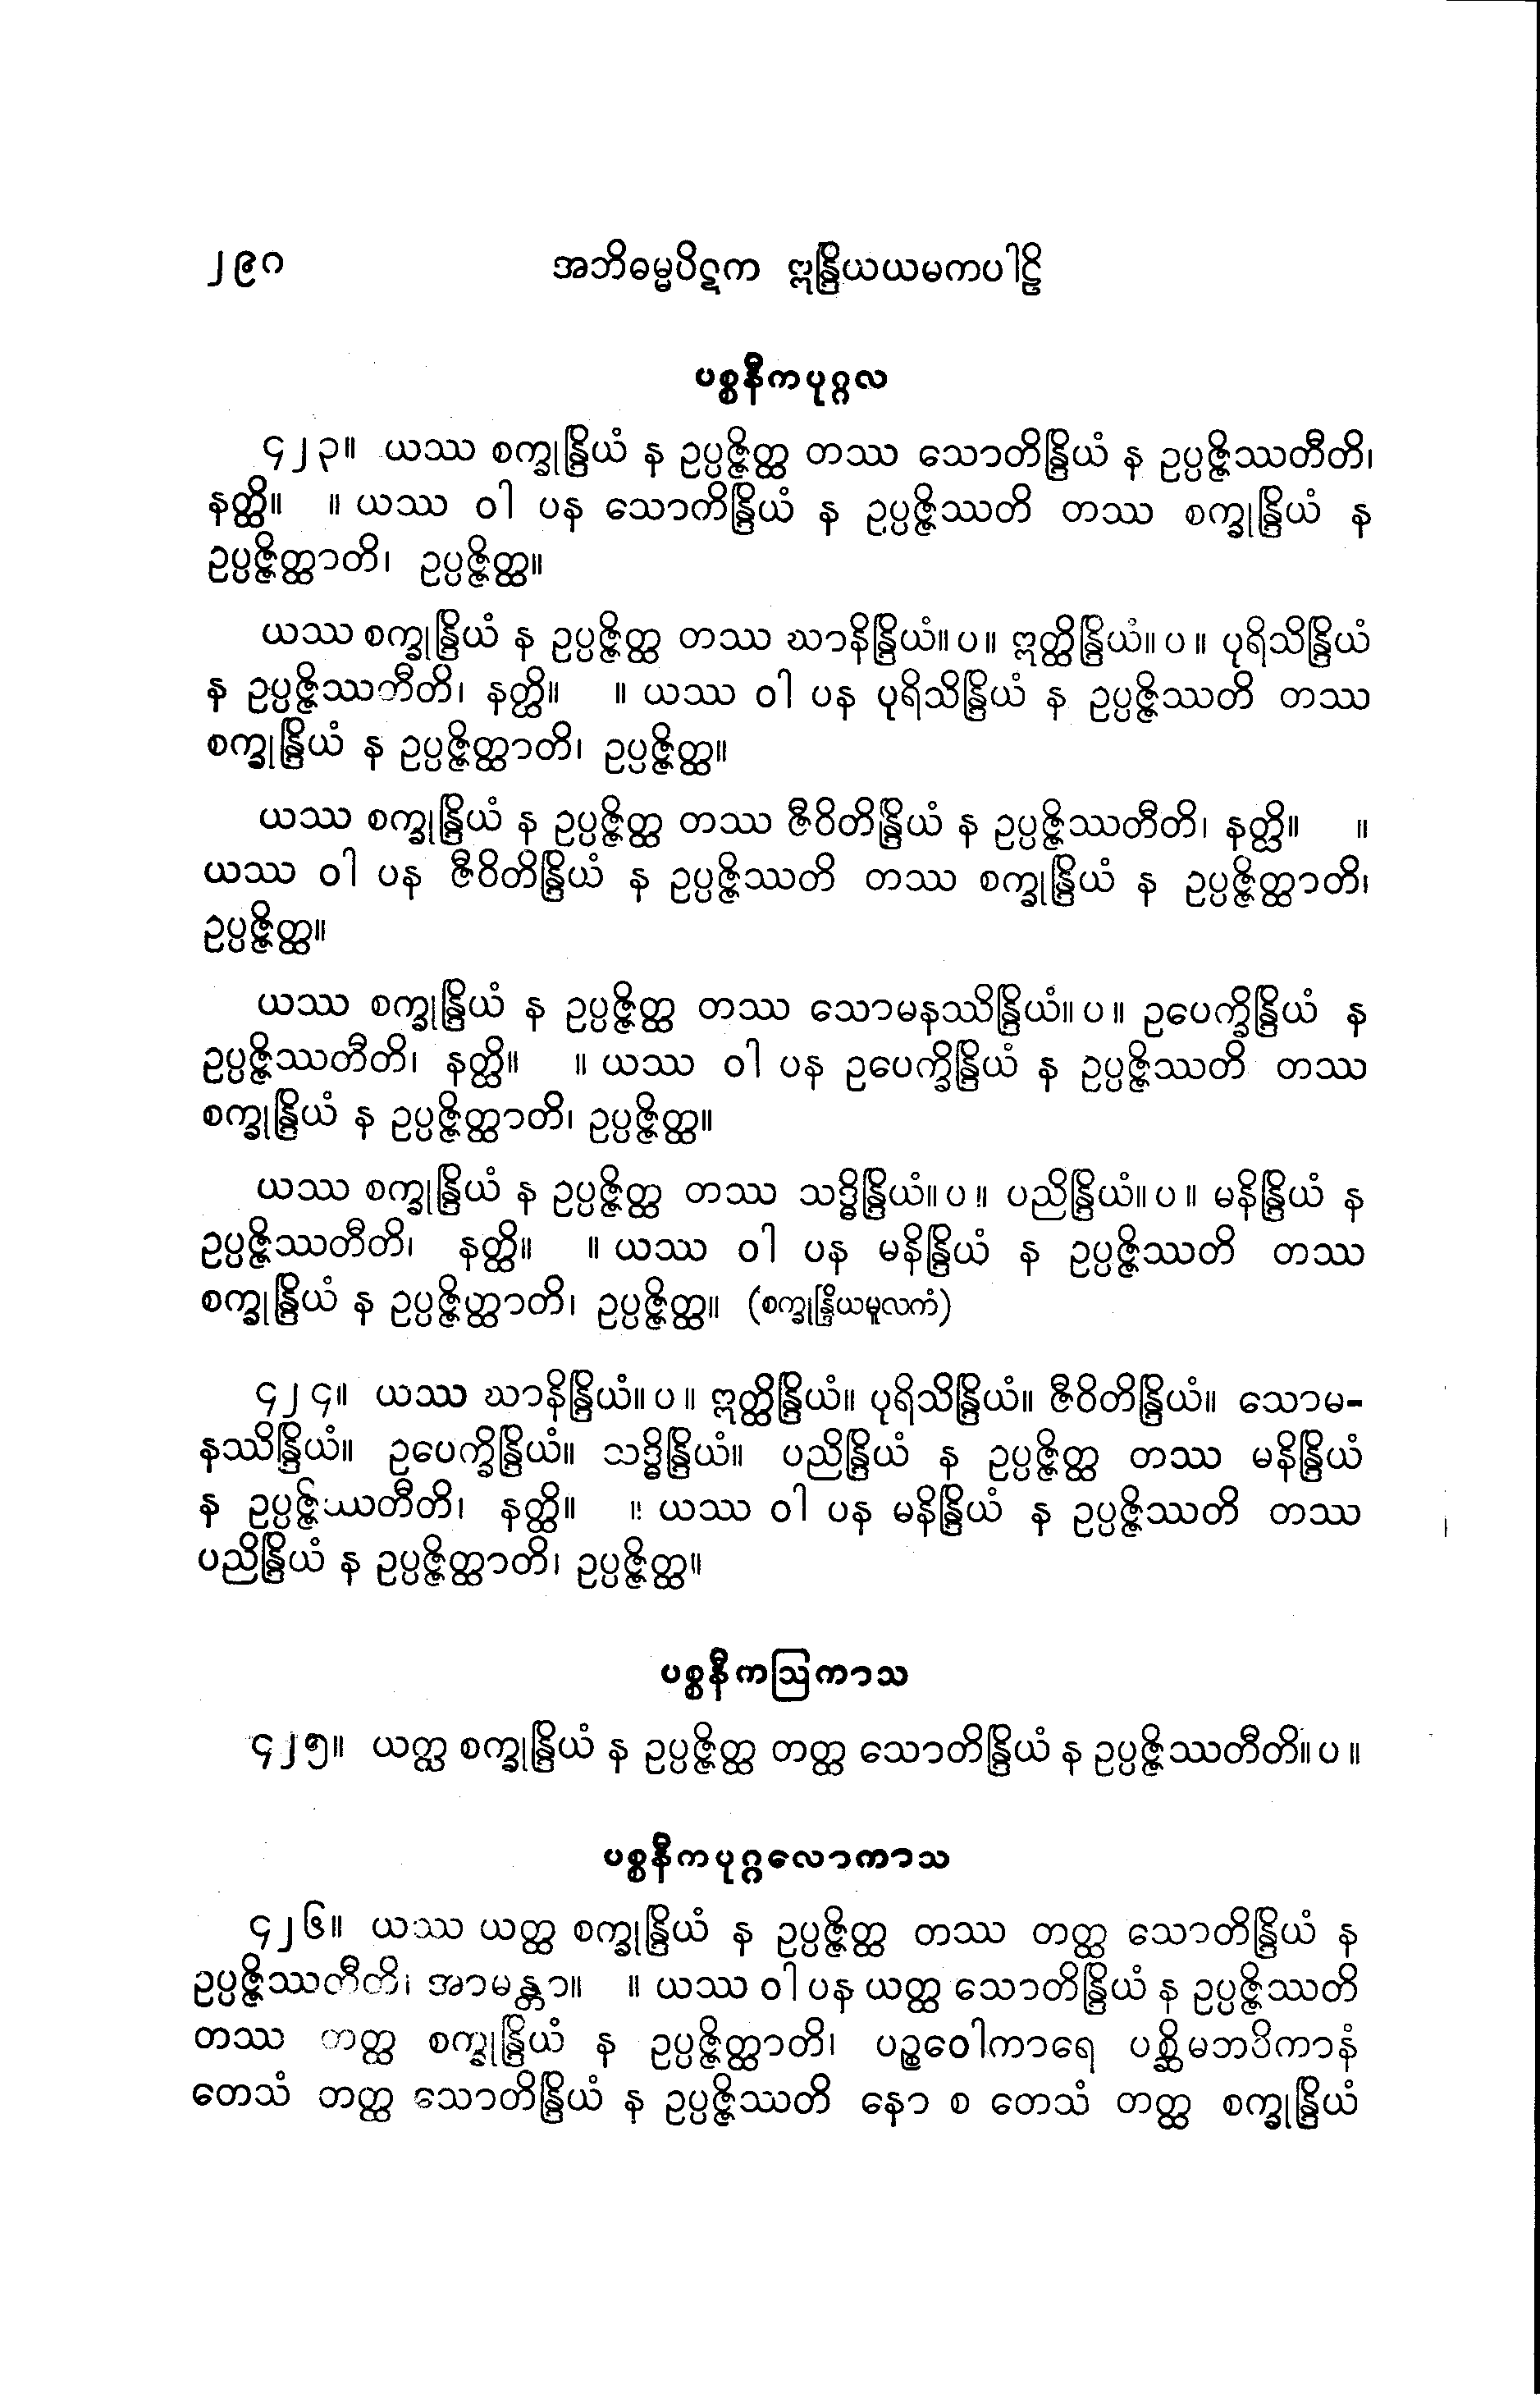 ၂၉၀ အဘိဓမ္မပိဋက ဣန္ဒြိယယမကပါဠိ
ပစ္စနီကပုဂ္ဂလ
၄၂၃။ ယဿ စက္ခုန္ဒြိယံ န ဥပ္ပဇ္ဇိတ္ထ တဿ သောတိန္ဒြိယံ န ဥပ္ပဇ္ဇိဿတီတိ၊
နတ္ထိ။ ။ ယဿ ဝါ ပန သောတိန္ဒြိယံ န ဥပ္ပဇ္ဇိဿတိ တဿ စက္ခုန္ဒြိယံ န
ဥပ္ပဇ္ဇိတ္ထာတိ၊ ဥပ္ပဇ္ဇိတ္ထ။
ယဿ စက္ခုန္ဒြိယံ န ဥပ္ပဇ္ဇိတ္ထ တဿ ဃာနိန္ဒြိယံ။ပ။ ဣတ္ထိန္ဒြိယံ။ပ။ ပုရိသိန္ဒြိယံ
န ဥပ္ပဇ္ဇိဿတီတိ၊ နတ္ထိ။ ။ ယဿ ဝါ ပန ပုရိသိန္ဒြိယံ န ဥပ္ပဇ္ဇိဿတိ တဿ
စက္ခုန္ဒြိယံ န ဥပ္ပဇ္ဇိတ္ထာတိ၊ ဥပ္ပဇ္ဇိတ္ထ။
ယဿ စက္ခုန္ဒြိယံ န ဥပ္ပဇ္ဇိတ္ထ တဿ ဇီဝိတိန္ဒြိယံ န ဥပ္ပဇ္ဇိဿတီတိ၊ နတ္ထိ။ ။
ယဿ ဝါ ပန ဇီဝိတိန္ဒြိယံ န ဥပ္ပဇ္ဇိဿတိ တဿ စက္ခုန္ဒြိယံ န ဥပ္ပဇ္ဇိတ္ထာတိ၊
ဥပ္ပဇ္ဇိတ္ထ။
ယဿ စက္ခုန္ဒြိယံ န ဥပ္ပဇ္ဇိတ္ထ တဿ သောမနဿိန္ဒြိယံ။ပ။ ဥပေက္ခိန္ဒြိယံ န
ဥပ္ပဇ္ဇိဿတီတိ၊ နတ္ထိ။ ။ ယဿ ဝါ ပန ဥပေက္ခိန္ဒြိယံ န ဥပ္ပဇ္ဇိဿတိ တဿ
စက္ခုန္ဒြိယံ န ဥပ္ပဇ္ဇိတ္ထာတိ၊ ဥပ္ပဇ္ဇိတ္ထ။
ယဿ စက္ခုန္ဒြိယံ န ဥပ္ပဇ္ဇိတ္ထ တဿ သဒ္ဓိန္ဒြိယံ။ပ။ ပညိန္ဒြိယံ။ပ။ မနိန္ဒြိယံ န
ဥပ္ပဇ္ဇိဿတီတိ၊ နတ္ထိ။ ။ ယဿ ဝါ ပန မနိန္ဒြိယံ န ဥပ္ပဇ္ဇိဿတိ တဿ
စက္ခုန္ဒြိယံ န ဥပ္ပဇ္ဇိတ္ထာတိ၊ ဥပ္ပဇ္ဇိတ္ထ။ (စက္ခုန္ဒြိယမူလကံ)
၄၂၄။ ယဿ ဃာနိန္ဒြိယံ။ပ။ ဣတ္ထိန္ဒြိယံ။ ပုရိသိန္ဒြိယံ။ ဇီဝိတိန္ဒြိယံ။ သောမ-
နဿိန္ဒြိယံ။ ဥပေက္ခိန္ဒြိယံ။ သဒ္ဓိန္ဒြိယံ။ ပညိန္ဒြိယံ န ဥပ္ပဇ္ဇိတ္ထ တဿ မနိန္ဒြိယံ
န ဥပ္ပဇ္ဇိဿတီတိ၊ နတ္ထိ။ ။ ယဿ ဝါ ပန မနိန္ဒြိယံ န ဥပ္ပဇ္ဇိဿတိ တဿ
ပညိန္ဒြိယံ န ဥပ္ပဇ္ဇိတ္ထာတိ၊ ဥပ္ပဇ္ဇိတ္ထ။
ပစ္စနီကဩကာသ
၄၂၅။ ယတ္ထ စက္ခုန္ဒြိယံ န ဥပ္ပဇ္ဇိတ္ထ တတ္ထ သောတိန္ဒြိယံ န ဥပ္ပဇ္ဇိဿတီတိ။ပ။
ပစ္စနီကပုဂ္ဂလောကာသ
၄၂၆။ ယဿ ယတ္ထ စက္ခုန္ဒြိယံ န ဥပ္ပဇ္ဇိတ္ထ တဿ တတ္ထ သောတိန္ဒြိယံ န
ဥပ္ပဇ္ဇိဿတီတိ၊ အာမန္တာ။ ။ ယဿ ဝါ ပန ယတ္ထ သောတိန္ဒြိယံ န ဥပ္ပဇ္ဇိဿတိ
တဿ တတ္ထ စက္ခုန္ဒြိယံ န ဥပ္ပဇ္ဇိတ္ထာတိ၊ ပဉ္စဝေါကာရေ ပစ္ဆိမဘဝိကာနံ
တေသံ တတ္ထ သောတိန္ဒြိယံ န ဥပ္ပဇ္ဇိဿတိ နော စ တေသံ တတ္ထ စက္ခုန္ဒြိယံ